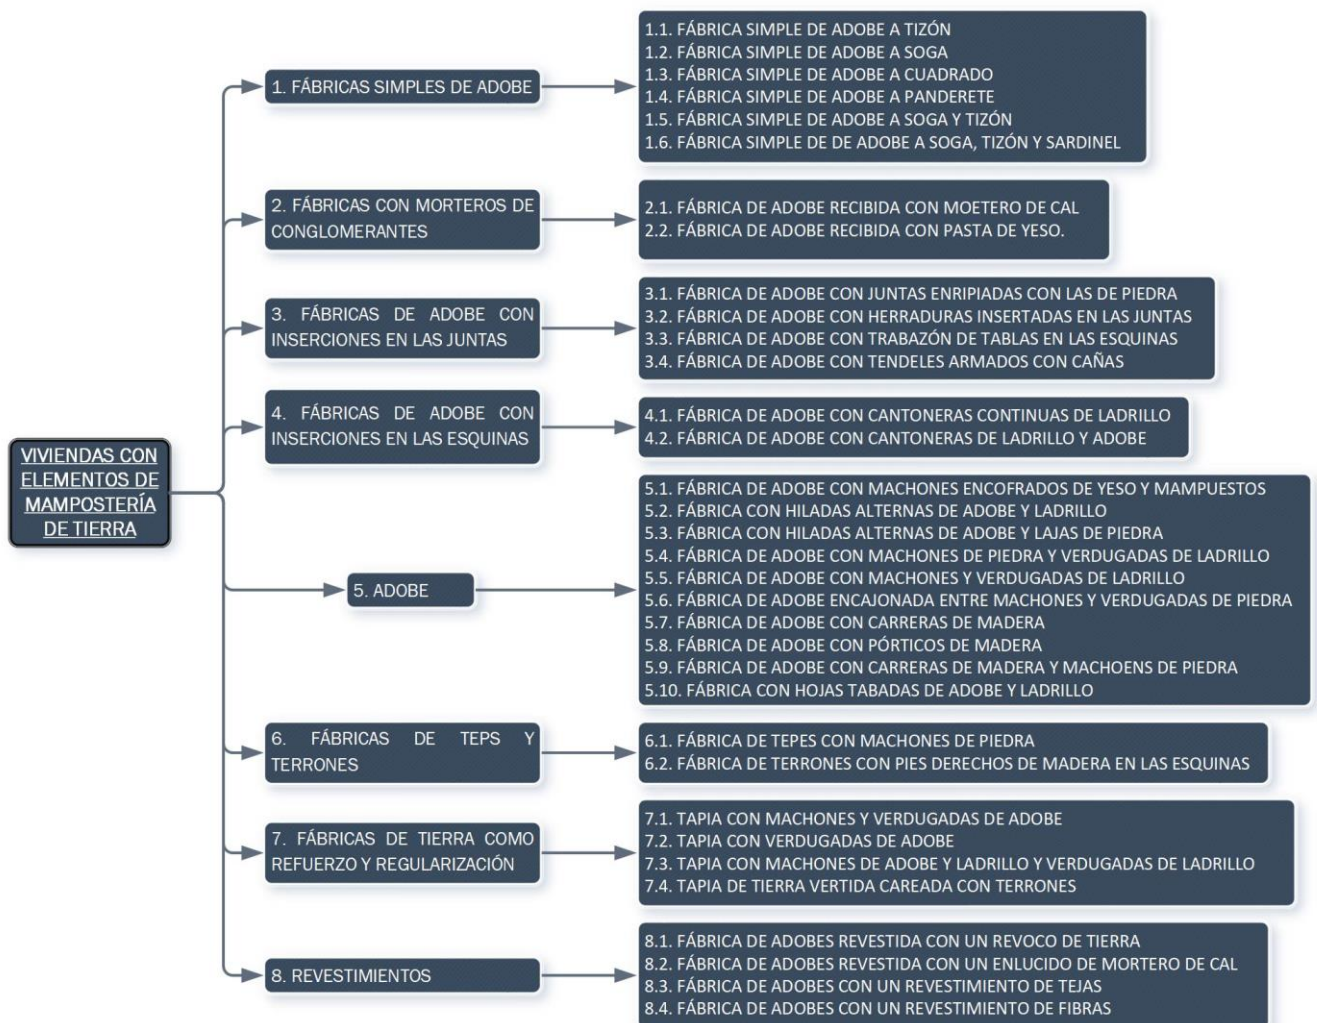 VIVIENDAS CON
ELEMENTOS DE
MAMPOSTERÍA
DE TIERRA
1. FÁBRICAS SIMPLES DE ADOBE
1.1. FÁBRICA SIMPLE DE ADOBE A TIZÓN
1.2. FÁBRICA SIMPLE DE ADOBE A SOGA
1.3. FÁBRICA SIMPLE DE ADOBE A CUADRADO
1.4. FÁBRICA SIMPLE DE ADOBE A PANDERETE
1.5. FÁBRICA SIMPLE DE ADOBE A SOGA Y TIZÓN
1.6. FÁBRICA SIMPLE DE DE ADOBE A SOGA, TIZÓN Y SARDINEL
2. FÁBRICAS CON MORTEROS DE
CONGLOMERANTES
2.1. FÁBRICA DE ADOBE RECIBIDA CON MOETERO DE CAL
2.2. FÁBRICA DE ADOBE RECIBIDA CON PASTA DE YESO.
3. FÁBRICAS DE ADOBE CON
INSERCIONES EN LAS JUNTAS
3.1. FÁBRICA DE ADOBE CON JUNTAS ENRIPIADAS CON LAS DE PIEDRA
3.2. FÁBRICA DE ADOBE CON HERRADURAS INSERTADAS EN LAS JUNTAS
3.3. FÁBRICA DE ADOBE CON TRABAZÓN DE TABLAS EN LAS ESQUINAS
3.4. FÁBRICA DE ADOBE CON TENDELES ARMADOS CON CAÑAS
4. FÁBRICAS DE ADOBE CON
INSERCIONES EN LAS ESQUINAS
4.1. FÁBRICA DE ADOBE CON CANTONERAS CONTINUAS DE LADRILLO
4.2. FÁBRICA DE ADOBE CON CANTONERAS DE LADRILLO Y ADOBE
5. ADOBE
5.1. FÁBRICA DE ADOBE CON MACHONES ENCOFRADOS DE YESO Y MAMPUESTOS
5.2. FÁBRICA CON HILADAS ALTERNAS DE ADOBE Y LADRILLO
5.3. FÁBRICA CON HILADAS ALTERNAS DE ADOBE Y LAJAS DE PIEDRA
5.4. FÁBRICA DE ADOBE CON MACHONES DE PIEDRA Y VERDUGADAS DE LADRILLO
5.5. FÁBRICA DE ADOBE CON MACHONES Y VERDUGADAS DE LADRILLO
5.6. FÁBRICA DE ADOBE ENCAJONADA ENTRE MACHONES Y VERDUGADAS DE PIEDRA
5.7. FÁBRICA DE ADOBE CON CARRERAS DE MADERA
5.8. FÁBRICA DE ADOBE CON PÓRTICOS DE MADERA
5.9. FÁBRICA DE ADOBE CON CARRERAS DE MADERA Y MACHOENS DE PIEDRA
5.10. FÁBRICA CON HOJAS TABADAS DE ADOBE Y LADRILLO
6. FÁBRICAS DE TEPS Y
TERRONES
6.1. FÁBRICA DE TEPES CON MACHONES DE PIEDRA
6.2. FÁBRICA DE TERRONES CON PIES DERECHOS DE MADERA EN LAS ESQUINAS
7. FÁBRICAS DE TIERRA COMO
REFUERZO Y REGULARIZACIÓN
7.1. TAPIA CON MACHONES Y VERDUGADAS DE ADOBE
7.2. TAPIA CON VERDUGADAS DE ADOBE
7.3. TAPIA CON MACHONES DE ADOBE Y LADRILLO Y VERDUGADAS DE LADRILLO
7.4. TAPIA DE TIERRA VERTIDA CAREADA CON TERRONES
8. REVESTIMIENTOS
8.1. FÁBRICA DE ADOBES REVESTIDA CON UN REVOCO DE TIERRA
8.2. FÁBRICA DE ADOBES REVESTIDA CON UN ENLUCIDO DE MORTERO DE CAL
8.3. FÁBRICA DE ADOBES CON UN REVESTIMIENTO DE TEJAS
8.4. FÁBRICA DE ADOBES CON UN REVESTIMIENTO DE FIBRAS